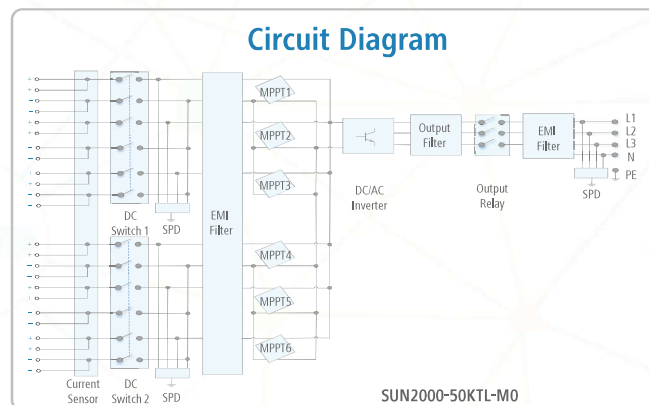 Circuit Diagram
MPPT1
MPPT2
MPPT3
MPPT4
MPPT5
MPPT6
DC
Switch 1
SPD
EMI
Filter
DC/AC
Inverter
Output
Filter
Output
Relay
EMI
Filter
L1
L2
L3
N
PE
SPD
Current
Sensor
DC
Switch 2
SPD
SUN2000-50KTL-M0